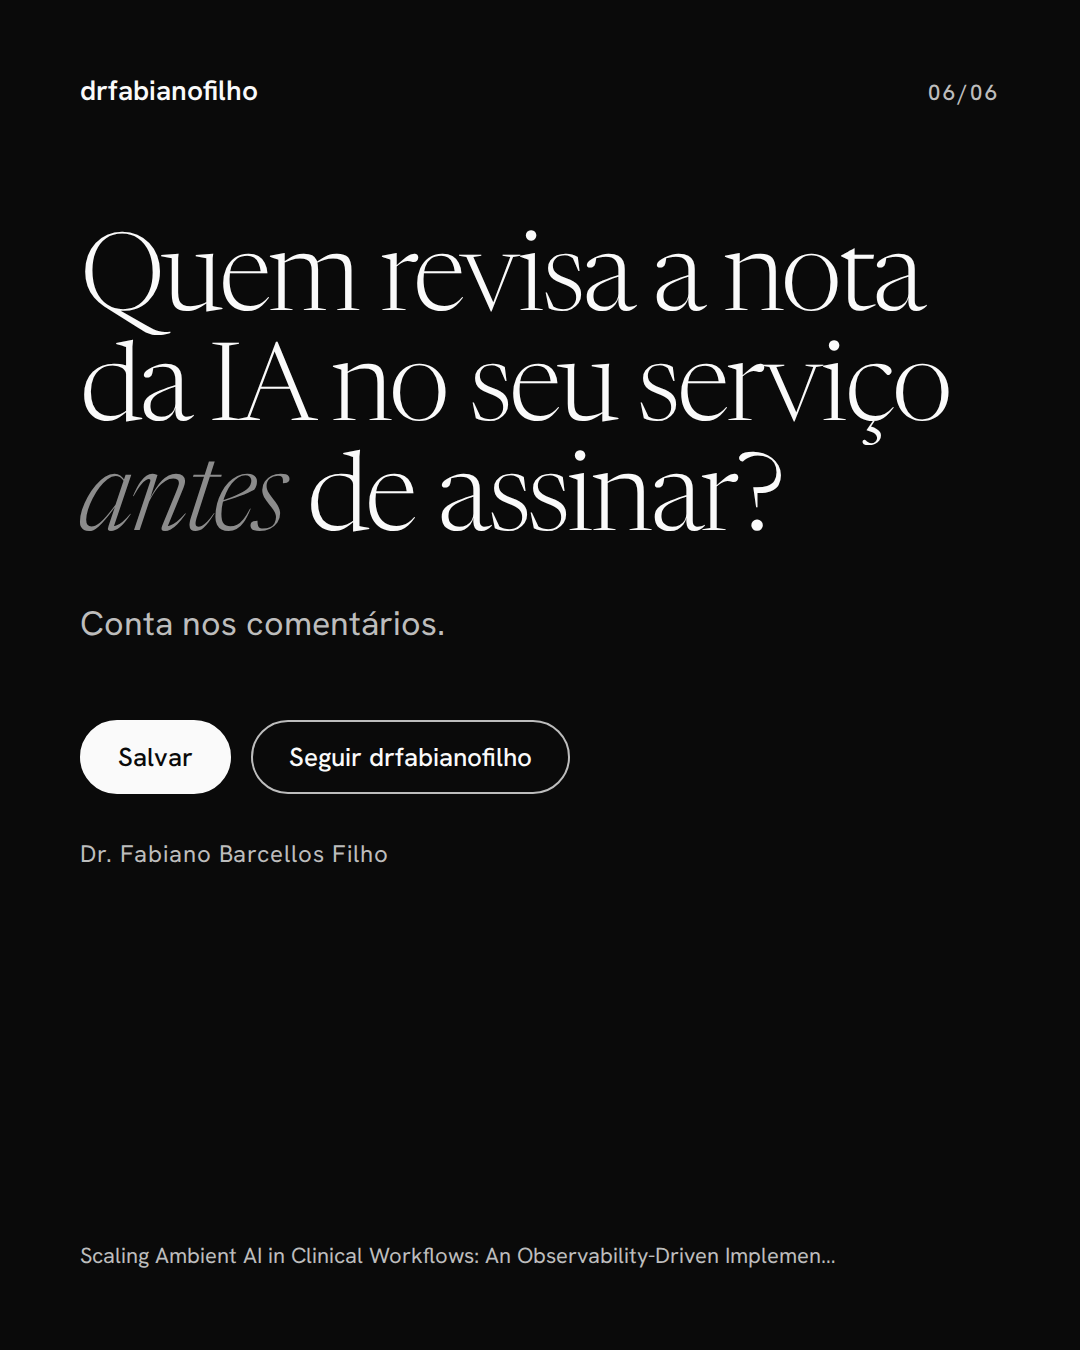 drfabianofilho
06/06
Quem revisa a nota
da IA no seu serviço
antes de assinar?
Conta nos comentários.
Salvar
Seguir drfabianofilho
Dr. Fabiano Barcellos Filho
Scaling Ambient AI in Clinical Workflows: An Observability-Driven Implemen...